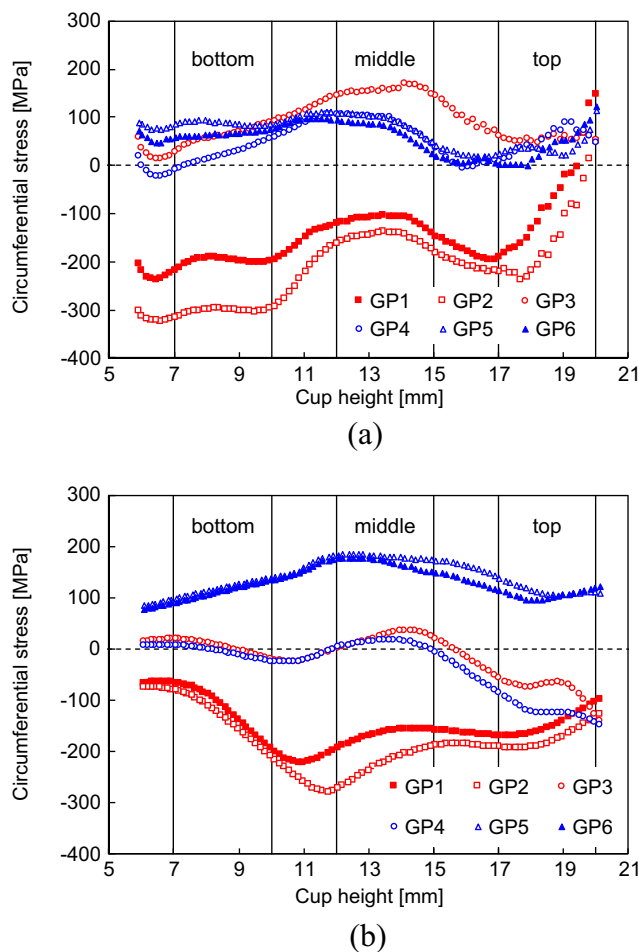 300
200
100
0
-100
-200
-300
-400
Circumferential stress [MPa]
bottom middle top
GP1 GP2 GP3
GP4 GP5 GP6
5 7 9 11 13 15 17 19 21
Cup height [mm]
(a)
300
200
100
0
-100
-200
-300
-400
Circumferential stress [MPa]
bottom middle top
GP1 GP2 GP3
GP4 GP5 GP6
5 7 9 11 13 15 17 19 21
Cup height [mm]
(b)